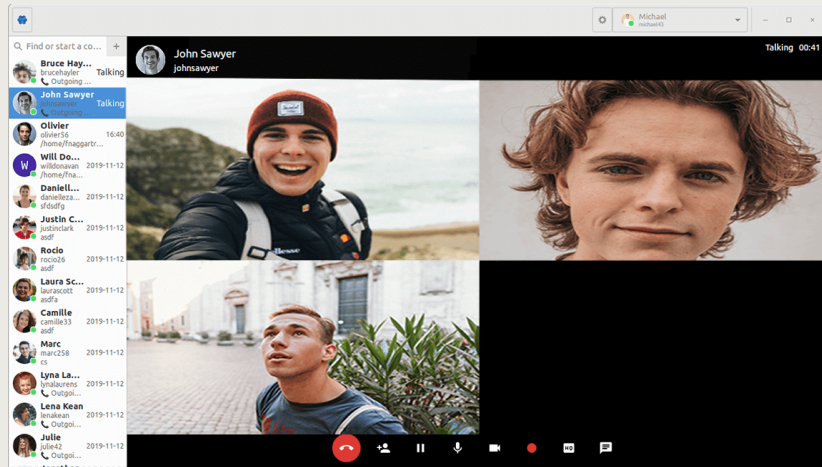 Michael
michael43
Find or start a co…
+
John Sawyer
johnsawyer
Talking 00:41
Bruce Hay…
brucehayler
Talking
Outgoing …
John Sawyer
johnsawyer
Talking
Outgoing …
Olivier
olivier56
16:40
/home/fnaggartr…
W
Will Do…
willdonavan
2019-11-12
/home/fna…
Daniell…
danielleza…
2019-11-12
sfdsdfg
Justin C…
justinclark
2019-11-12
asdf
Rocio
rocio26
2019-11-12
asdf
Laura Sc…
laurascott
2019-11-12
asdfa
Camille
camille33
2019-11-12
asdf
Marc
marc258
2019-11-12
cs
Lyna La…
lynalaurens
2019-11-12
Outgoi…
Lena Kean
lenakean
2019-11-12
Outgoi…
Julie
julie42
2019-11-12
Outgoi…
ellesse
HQ